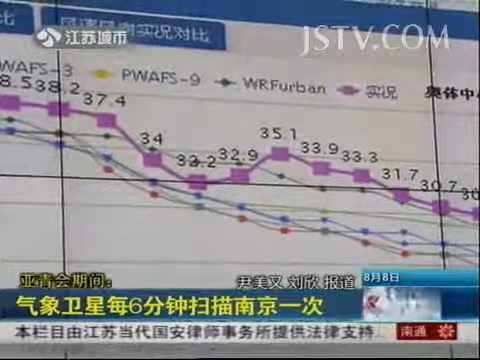 江苏城市
JSTV.COM
实况对比
WAFS-3 PWAFS-9 WRFurban 实况 奥体中
8.5 38.2 37.4 34 33.2 32.9 35.1 33.9 33.3 31.7 30.7 30
亚青会期间:
尹美又 刘欣 报道
8月8日
气象卫星每6分钟扫描南京一次
本栏目由江苏当代国安律师事务所提供法律支持
南通